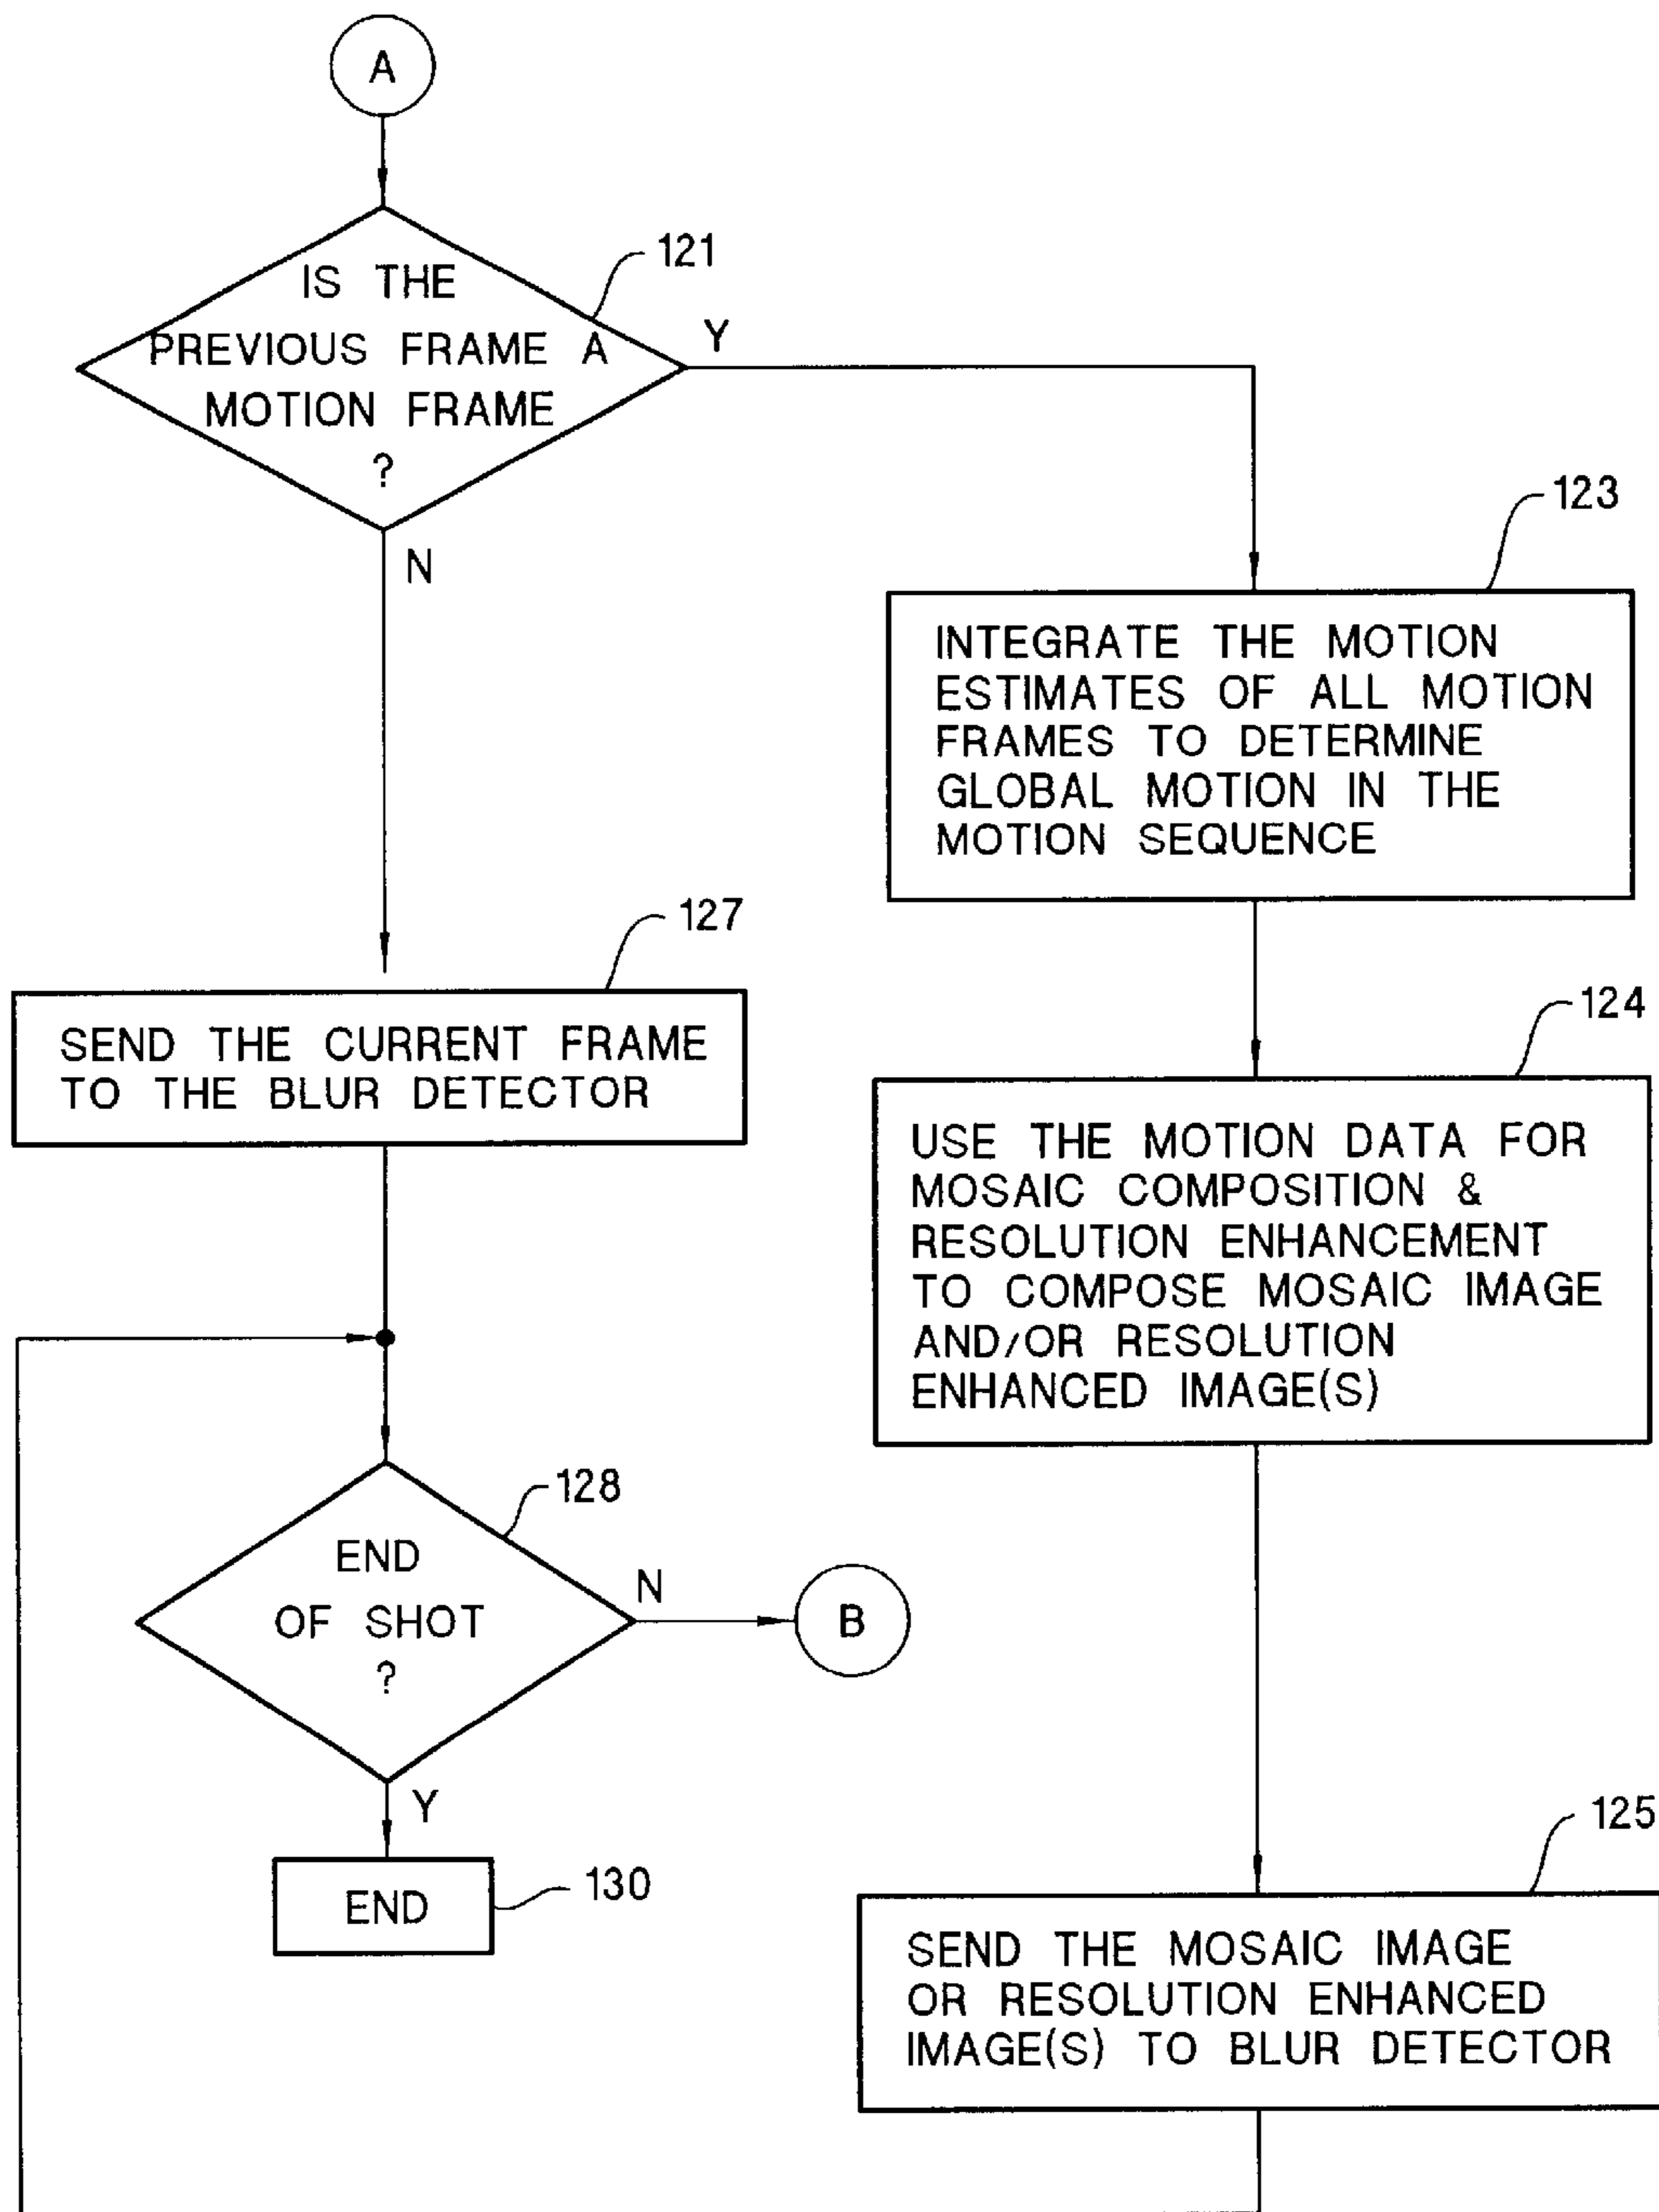 A
IS THE
PREVIOUS FRAME A
MOTION FRAME
?
121
Y
N
123
INTEGRATE THE MOTION
ESTIMATES OF ALL MOTION
FRAMES TO DETERMINE
GLOBAL MOTION IN THE
MOTION SEQUENCE
127
SEND THE CURRENT FRAME
TO THE BLUR DETECTOR
124
USE THE MOTION DATA FOR
MOSAIC COMPOSITION &
RESOLUTION ENHANCEMENT
TO COMPOSE MOSAIC IMAGE
AND/OR RESOLUTION
ENHANCED IMAGE(S)
128
END
OF SHOT
?
N
B
Y
END
130
125
SEND THE MOSAIC IMAGE
OR RESOLUTION ENHANCED
IMAGE(S) TO BLUR DETECTOR